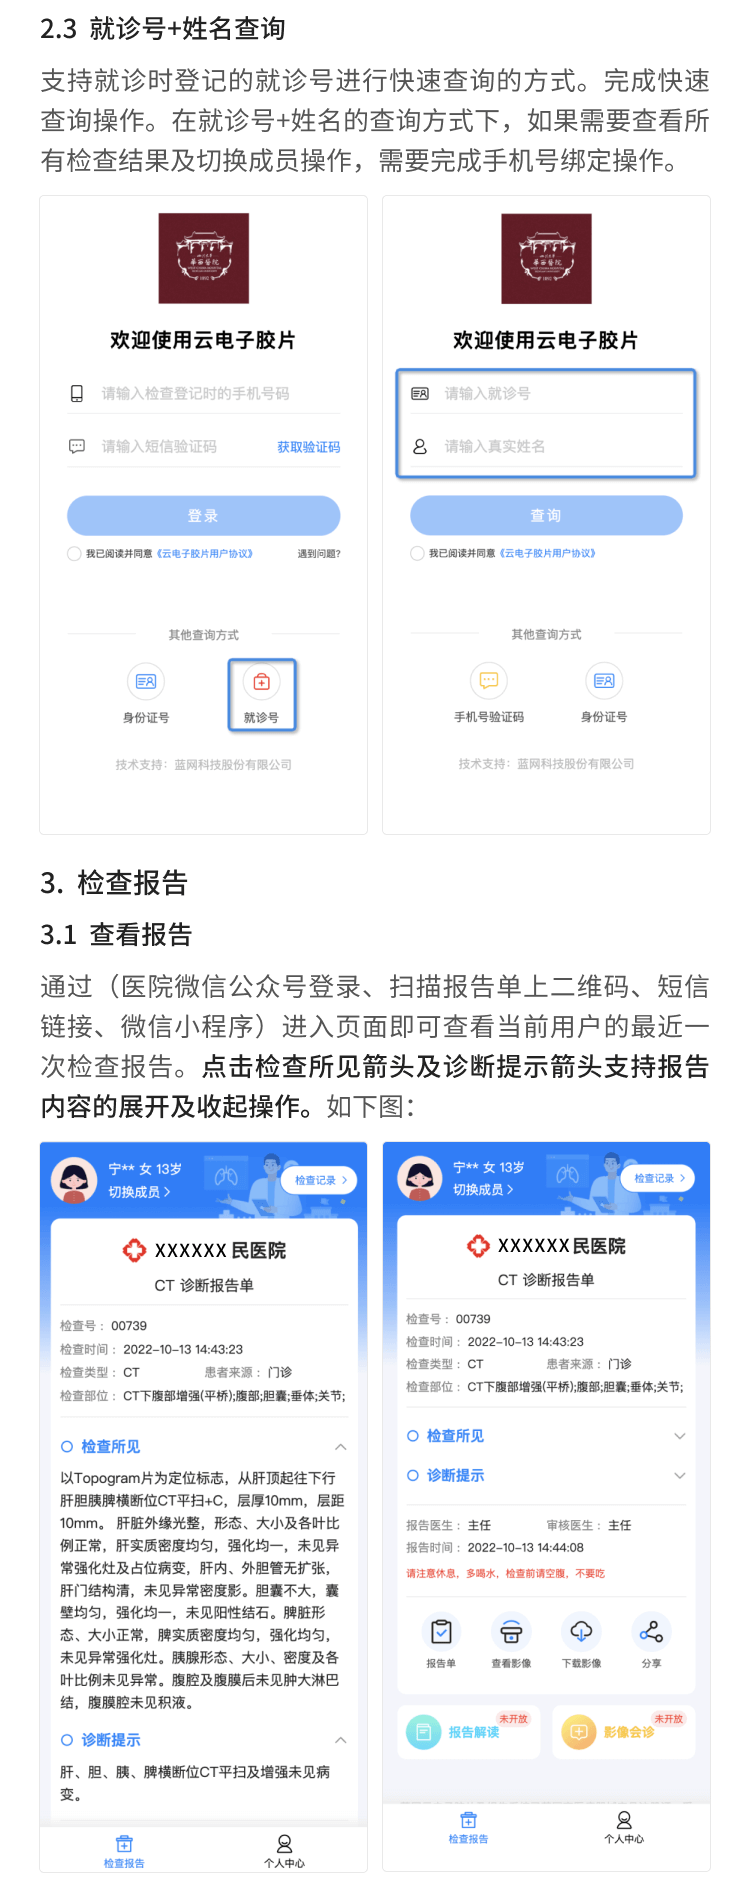 2.3 就诊号+姓名查询
支持就诊时登记的就诊号进行快速查询的方式。完成快速
查询操作。在就诊号+姓名的查询方式下，如果需要查看所
有检查结果及切换成员操作，需要完成手机号绑定操作。
華西醫院
欢迎使用云电子胶片
请输入检查登记时的手机号码
请输入短信验证码 获取验证码
登录
我已阅读并同意《云电子胶片用户协议》 遇到问题?
其他查询方式
身份证号 就诊号
技术支持：蓝网科技股份有限公司
華西醫院
欢迎使用云电子胶片
请输入就诊号
请输入真实姓名
查询
我已阅读并同意《云电子胶片用户协议》
其他查询方式
手机号验证码 身份证号
技术支持：蓝网科技股份有限公司
3. 检查报告
3.1 查看报告
通过（医院微信公众号登录、扫描报告单上二维码、短信
链接、微信小程序）进入页面即可查看当前用户的最近一
次检查报告。点击检查所见箭头及诊断提示箭头支持报告
内容的展开及收起操作。如下图：
宁** 女 13岁
切换成员 >
检查记录 >
XXXXXX 民医院
CT 诊断报告单
检查号： 00739
检查时间： 2022-10-13 14:43:23
检查类型： CT 患者来源： 门诊
检查部位： CT下腹部增强(平桥);腹部;胆囊;垂体;关节;
检查所见
以Topogram片为定位标志，从肝顶起往下行
肝胆胰脾横断位CT平扫+C，层厚10mm，层距
10mm。 肝脏外缘光整，形态、大小及各叶比
例正常，肝实质密度均匀，强化均一，未见异
常强化灶及占位病变，肝内、外胆管无扩张，
肝门结构清，未见异常密度影。胆囊不大，囊
壁均匀，强化均一，未见阳性结石。脾脏形
态、大小正常，脾实质密度均匀，强化均匀，
未见异常强化灶。胰腺形态、大小、密度及各
叶比例未见异常。腹腔及腹膜后未见肿大淋巴
结，腹膜腔未见积液。
诊断提示
肝、胆、胰、脾横断位CT平扫及增强未见病
变。
检查报告 个人中心
宁** 女 13岁
切换成员 >
检查记录 >
XXXXXX 民医院
CT 诊断报告单
检查号： 00739
检查时间： 2022-10-13 14:43:23
检查类型： CT 患者来源： 门诊
检查部位： CT下腹部增强(平桥);腹部;胆囊;垂体;关节;
检查所见
诊断提示
报告医生： 主任 审核医生： 主任
报告时间： 2022-10-13 14:44:08
请注意休息，多喝水，检查前请空腹，不要吃
报告单 查看影像 下载影像 分享
报告解读 未开放 影像会诊 未开放
检查报告 个人中心